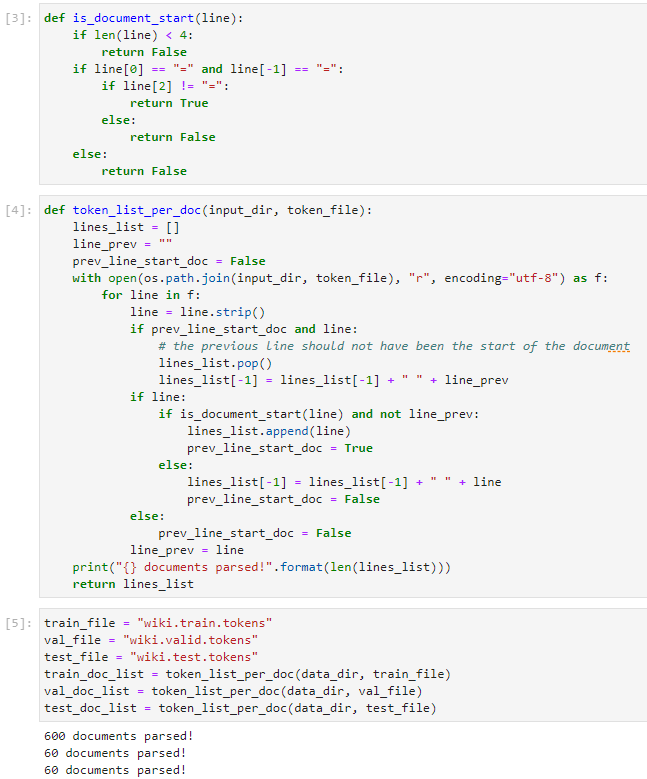 [3]: def is_document_start(line):
    if len(line) < 4:
        return False
    if line[0] == "=" and line[-1] == "=":
        if line[2] != "=":
            return True
        else:
            return False
    else:
        return False
[4]: def token_list_per_doc(input_dir, token_file):
    lines_list = []
    line_prev = ""
    prev_line_start_doc = False
    with open(os.path.join(input_dir, token_file), "r", encoding="utf-8") as f:
        for line in f:
            line = line.strip()
            if prev_line_start_doc and line:
                # the previous line should not have been the start of the document
                lines_list.pop()
                lines_list[-1] = lines_list[-1] + " " + line_prev
            if line:
                if is_document_start(line) and not line_prev:
                    lines_list.append(line)
                    prev_line_start_doc = True
                else:
                    lines_list[-1] = lines_list[-1] + " " + line
                    prev_line_start_doc = False
            else:
                prev_line_start_doc = False
            line_prev = line
    print("{} documents parsed!".format(len(lines_list)))
    return lines_list
[5]: train_file = "wiki.train.tokens"
val_file = "wiki.valid.tokens"
test_file = "wiki.test.tokens"
train_doc_list = token_list_per_doc(data_dir, train_file)
val_doc_list = token_list_per_doc(data_dir, val_file)
test_doc_list = token_list_per_doc(data_dir, test_file)
600 documents parsed!
60 documents parsed!
60 documents parsed!